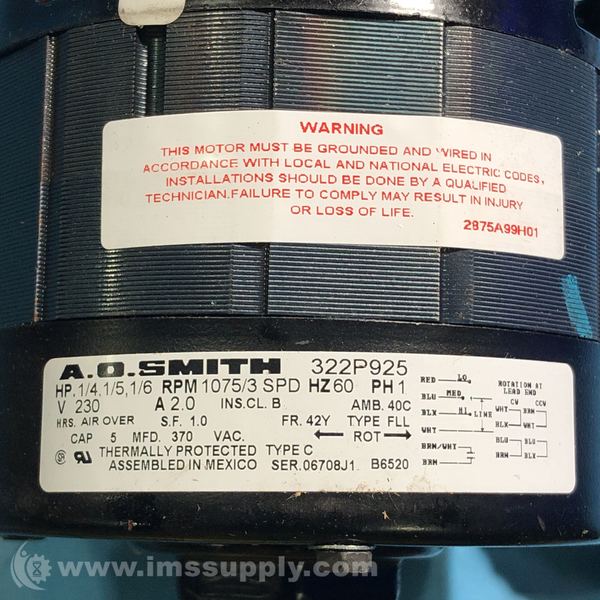 WARNING
THIS MOTOR MUST BE GROUNDED AND WIRED IN
ACCORDANCE WITH LOCAL AND NATIONAL ELECTRIC CODES,
INSTALLATIONS SHOULD BE DONE BY A QUALIFIED
TECHNICIAN.FAILURE TO COMPLY MAY RESULT IN INJURY
OR LOSS OF LIFE.
2875A99H01
A.O.SMITH 322P925
HP.1/4,1/5,1/6 RPM 1075/3 SPD HZ 60 PH 1
V 230 A 2.0 INS.CL. B AMB. 40C
HRS. AIR OVER S.F. 1.0 FR. 42Y TYPE FLL
CAP 5 MFD. 370 VAC. ROT
THERMALLY PROTECTED TYPE C
ASSEMBLED IN MEXICO SER.06708J1 B6520
RED LO
BLU MED
BLK HI LINE
WHT
BRN/WHT
BRN
ROTATION AT
LEAD END
CW CCW
WHT BRN WHT
BRN BLK
BLU BLU
BRN BLK
www.imssupply.com